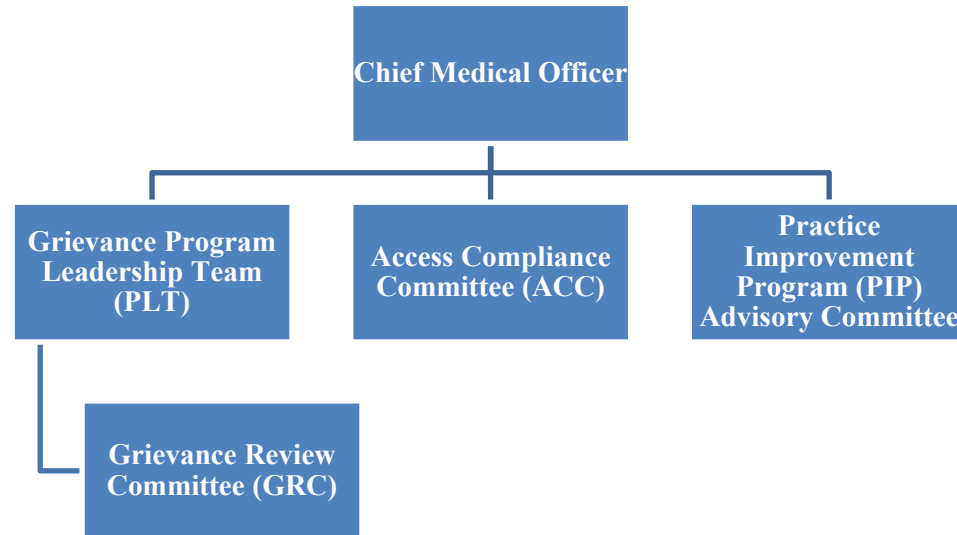 Chief Medical Officer
Grievance Program
Leadership Team
(PLT)
Access Compliance
Committee (ACC)
Practice
Improvement
Program (PIP)
Advisory Committee
Grievance Review
Committee (GRC)